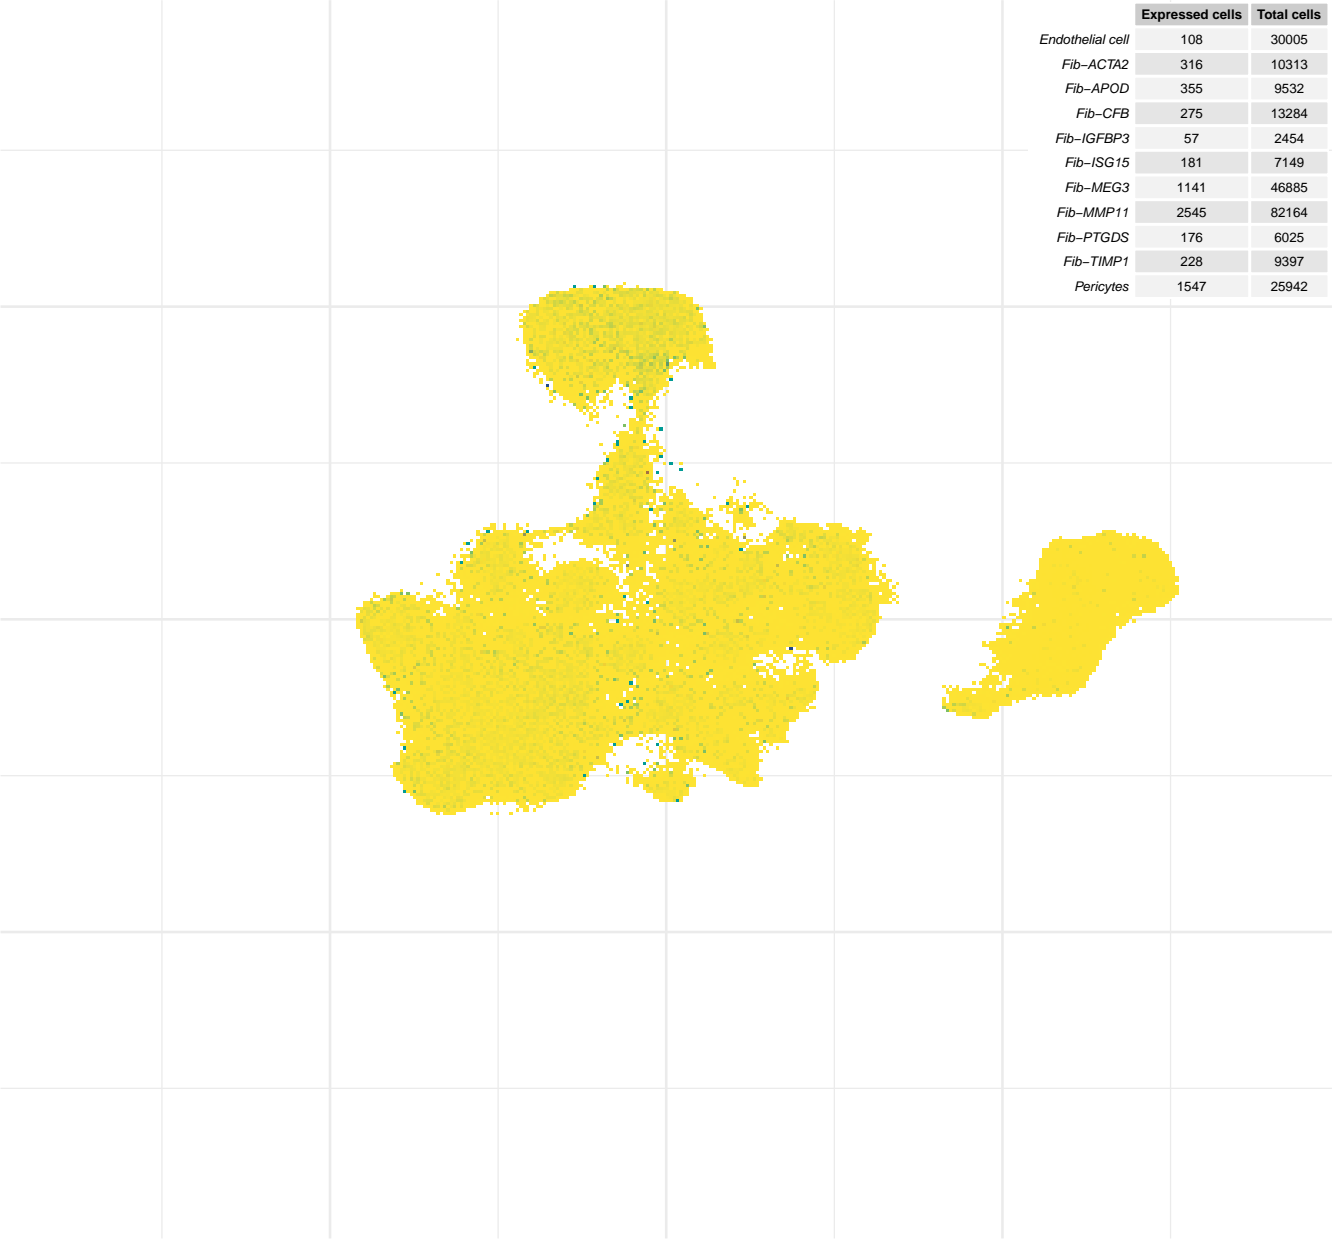 Expressed cells Total cells
Endothelial cell 108 30005
Fib−ACTA2 316 10313
Fib−APOD 355 9532
Fib−CFB 275 13284
Fib−IGFBP3 57 2454
Fib−ISG15 181 7149
Fib−MEG3 1141 46885
Fib−MMP11 2545 82164
Fib−PTGDS 176 6025
Fib−TIMP1 228 9397
Pericytes 1547 25942